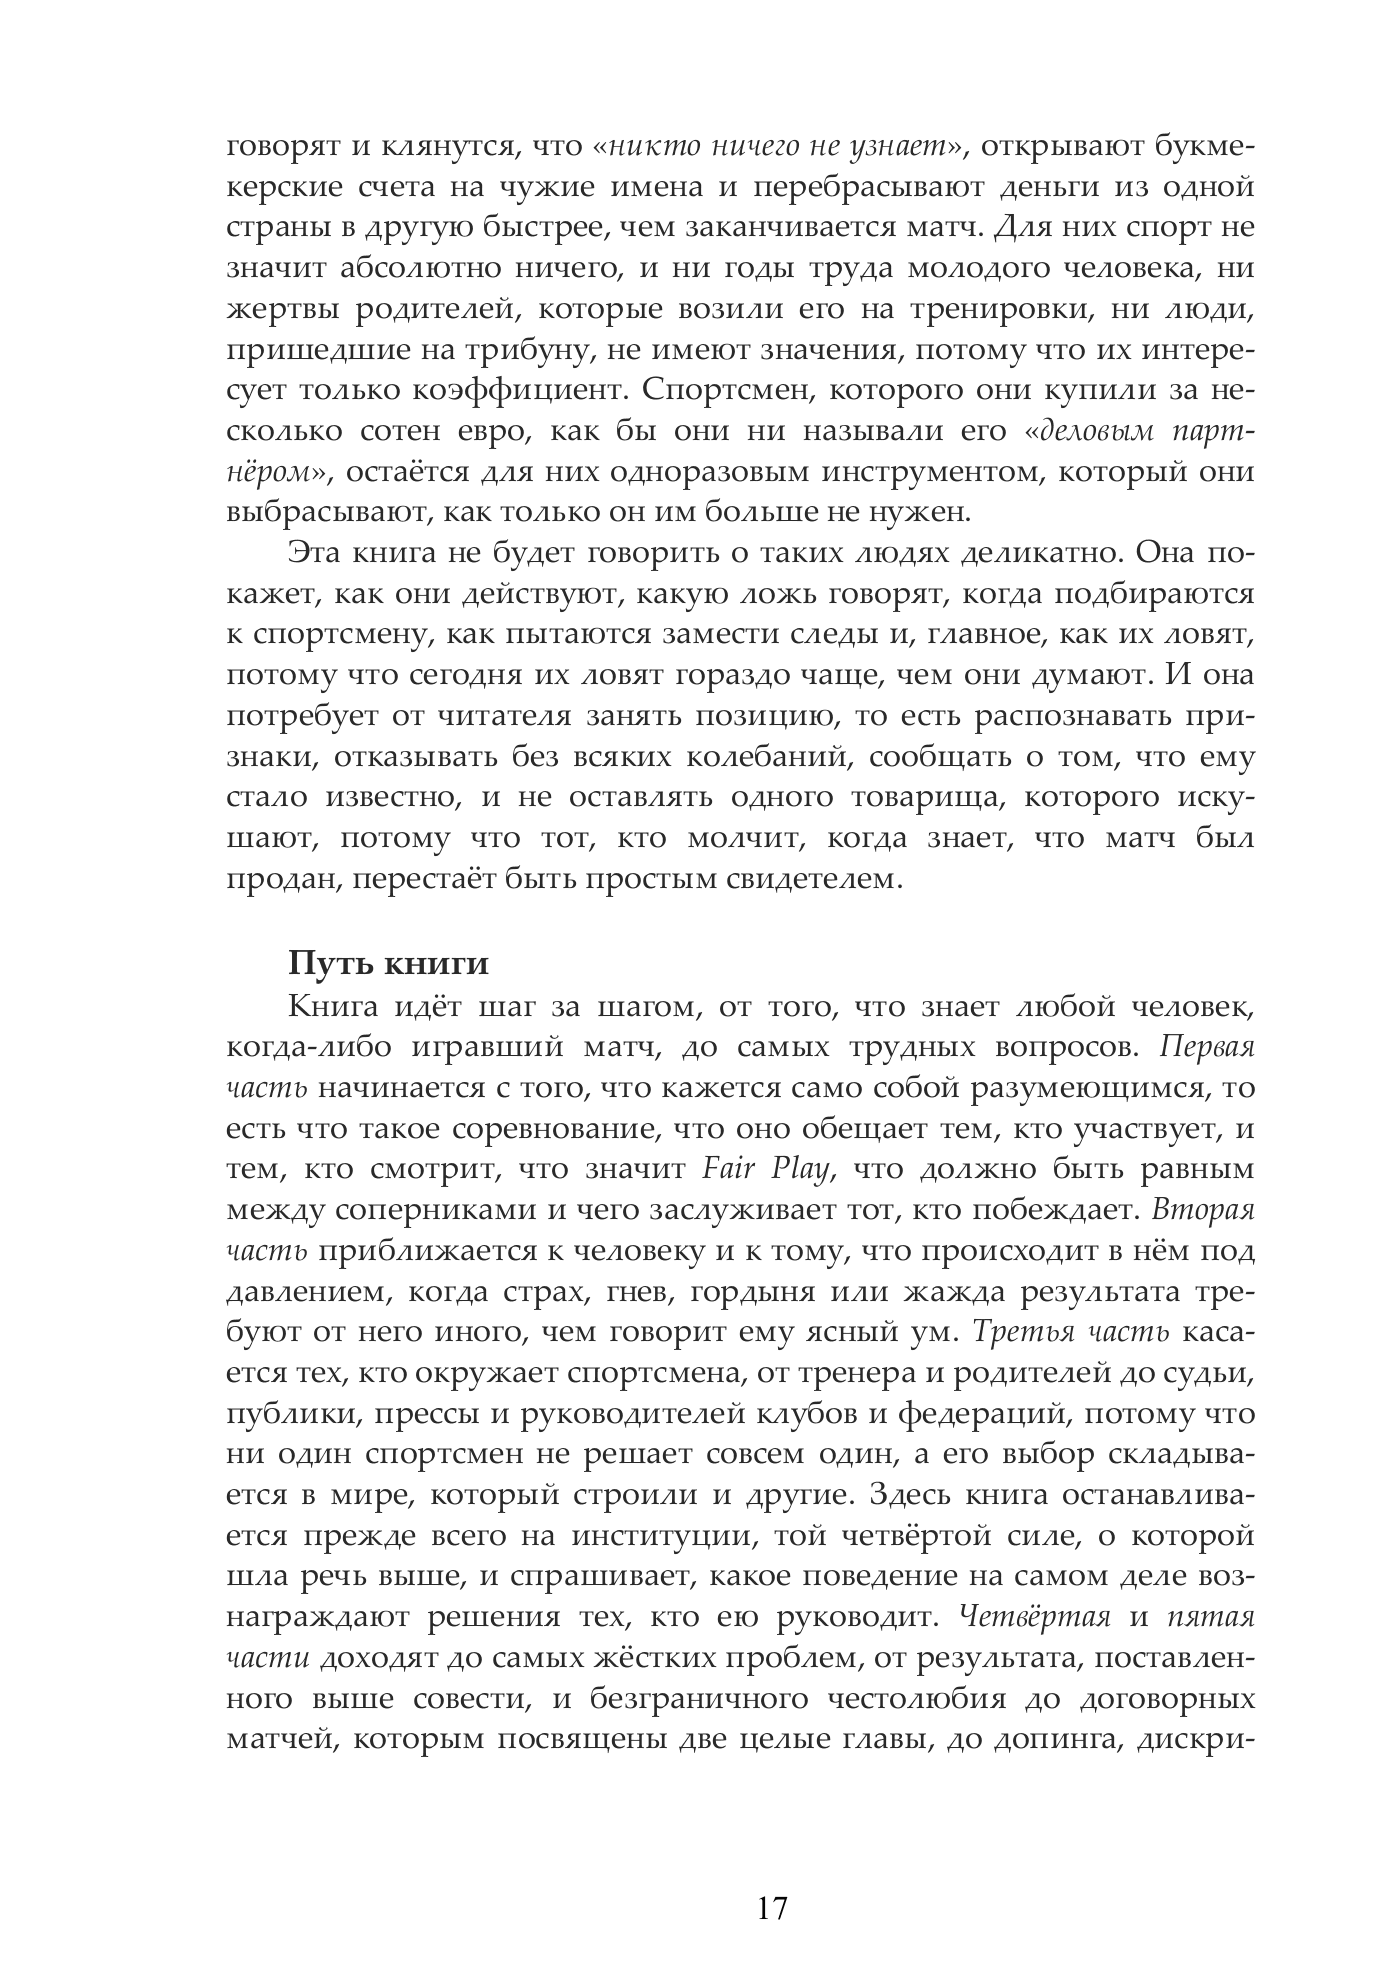 говорят и клянутся, что «никто ничего не узнает», открывают букме-
керские счета на чужие имена и перебрасывают деньги из одной
страны в другую быстрее, чем заканчивается матч. Для них спорт не
значит абсолютно ничего, и ни годы труда молодого человека, ни
жертвы родителей, которые возили его на тренировки, ни люди,
пришедшие на трибуну, не имеют значения, потому что их интере-
сует только коэффициент. Спортсмен, которого они купили за не-
сколько сотен евро, как бы они ни называли его «деловым парт-
нёром», остаётся для них одноразовым инструментом, который они
выбрасывают, как только он им больше не нужен.
Эта книга не будет говорить о таких людях деликатно. Она по-
кажет, как они действуют, какую ложь говорят, когда подбираются
к спортсмену, как пытаются замести следы и, главное, как их ловят,
потому что сегодня их ловят гораздо чаще, чем они думают. И она
потребует от читателя занять позицию, то есть распознавать при-
знаки, отказывать без всяких колебаний, сообщать о том, что ему
стало известно, и не оставлять одного товарища, которого иску-
шают, потому что тот, кто молчит, когда знает, что матч был
продан, перестаёт быть простым свидетелем.
Путь книги
Книга идёт шаг за шагом, от того, что знает любой человек,
когда-либо игравший матч, до самых трудных вопросов. Первая
часть начинается с того, что кажется само собой разумеющимся, то
есть что такое соревнование, что оно обещает тем, кто участвует, и
тем, кто смотрит, что значит Fair Play, что должно быть равным
между соперниками и чего заслуживает тот, кто побеждает. Вторая
часть приближается к человеку и к тому, что происходит в нём под
давлением, когда страх, гнев, гордыня или жажда результата тре-
буют от него иного, чем говорит ему ясный ум. Третья часть каса-
ется тех, кто окружает спортсмена, от тренера и родителей до судьи,
публики, прессы и руководителей клубов и федераций, потому что
ни один спортсмен не решает совсем один, а его выбор складыва-
ется в мире, который строили и другие. Здесь книга останавлива-
ется прежде всего на институции, той четвёртой силе, о которой
шла речь выше, и спрашивает, какое поведение на самом деле воз-
награждают решения тех, кто ею руководит. Четвёртая и пятая
части доходят до самых жёстких проблем, от результата, поставлен-
ного выше совести, и безграничного честолюбия до договорных
матчей, которым посвящены две целые главы, до допинга, дискри-
17